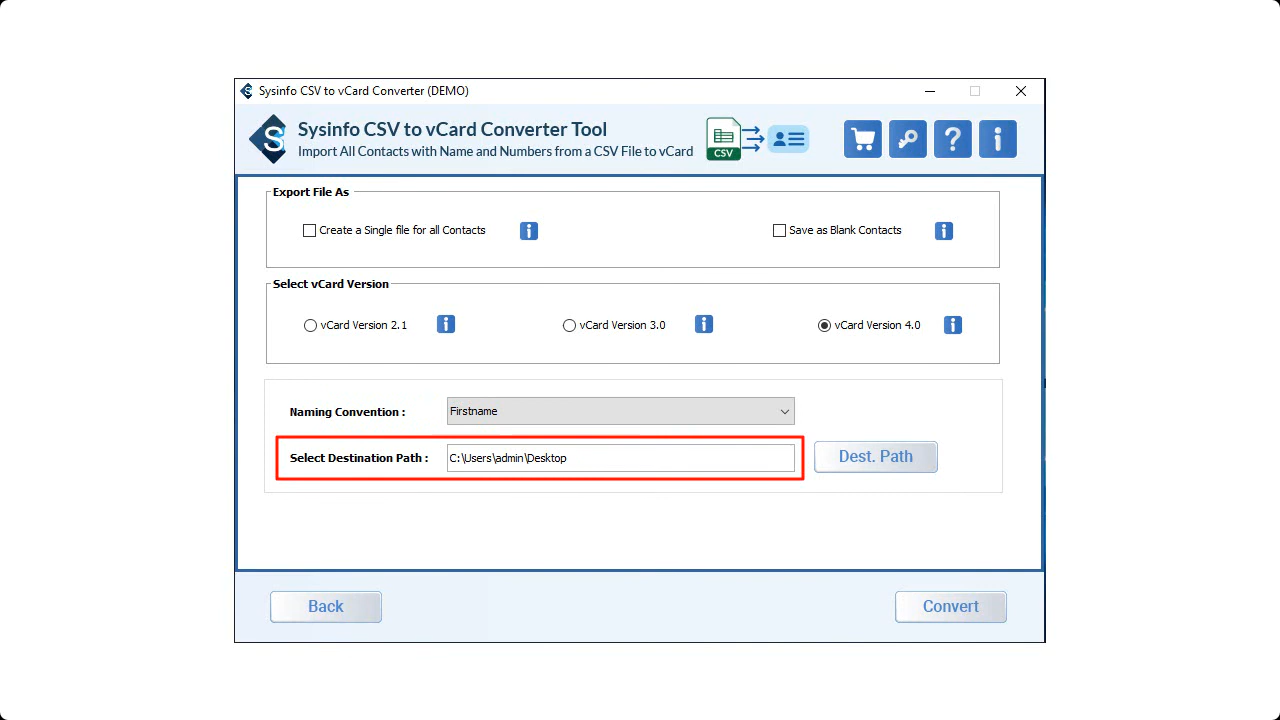 Sysinfo CSV to vCard Converter (DEMO)
S
Sysinfo CSV to vCard Converter Tool
Import All Contacts with Name and Numbers from a CSV File to vCard
CSV
? i
Export File As
Create a Single file for all Contacts i Save as Blank Contacts i
Select vCard Version
vCard Version 2.1 i vCard Version 3.0 i vCard Version 4.0 i
Naming Convention : Firstname
Select Destination Path : C:\Users\admin\Desktop Dest. Path
Back Convert